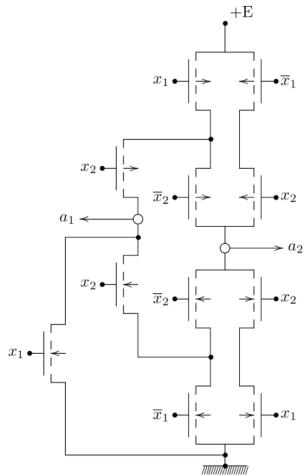 +E
x₁ x̅₁
x₂
x̅₂ x₂
a₁
a₂
x₂
x̅₂ x₂
x₁
x̅₁ x₁